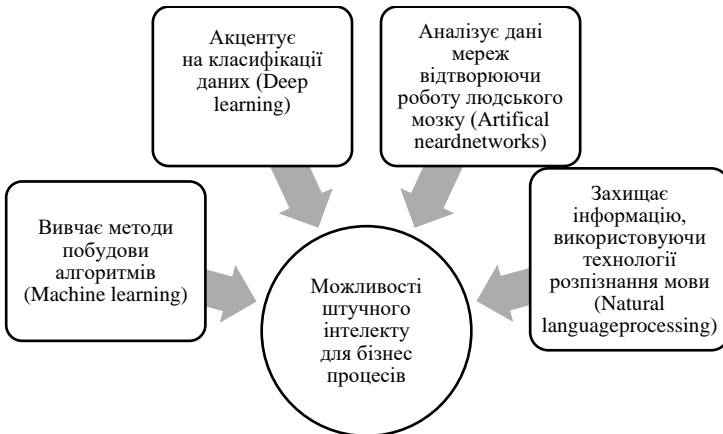 Акцентує
на класифікації
даних (Deep
learning)
Аналізує дані
мереж
відтворюючи
роботу людського
мозку (Artifical
neardnetworks)
Вивчає методи
побудови
алгоритмів
(Machine learning)
Захищає
інформацію,
використовуючи
технології
розпізнання мови
(Natural
languageprocessing)
Можливості
штучного
інтелекту
для бізнес
процесів